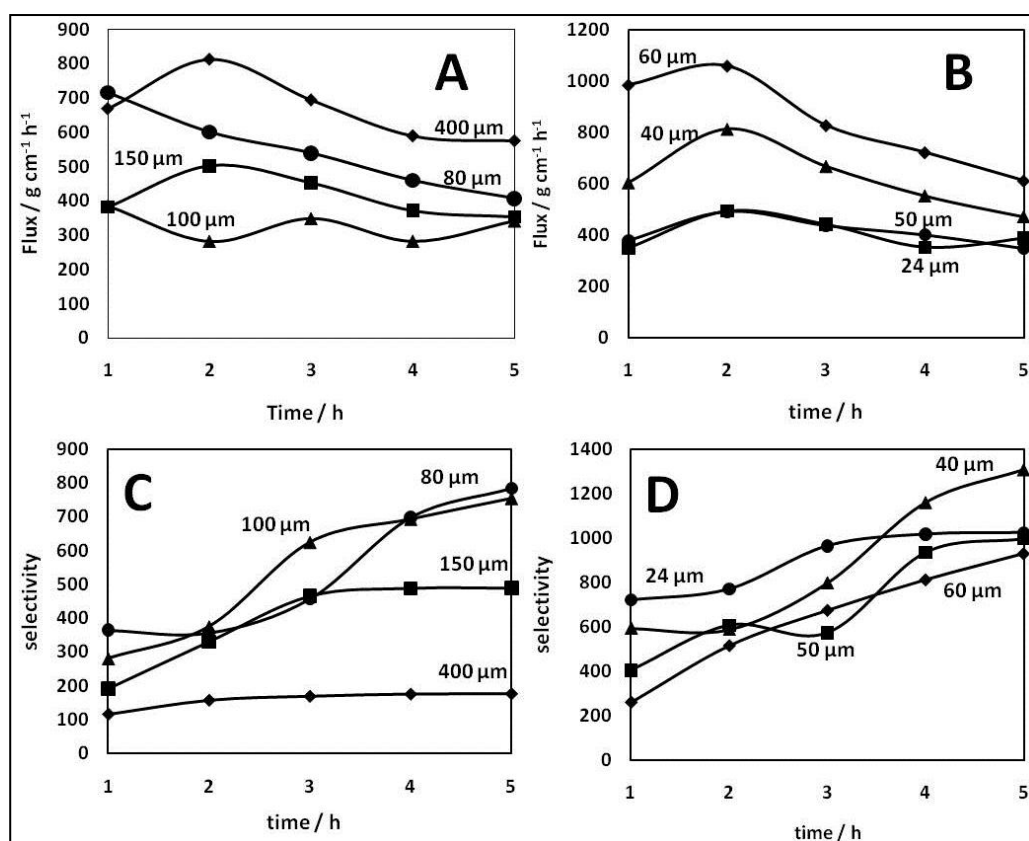 A
900
800
700
600
500
400
300
200
100
0
Flux / g cm⁻¹ h⁻¹
400 µm
150 µm
80 µm
100 µm
1 2 3 4 5
Time / h
B
1200
1000
800
600
400
200
0
Flux / g cm⁻¹ h⁻¹
60 µm
40 µm
50 µm
24 µm
1 2 3 4 5
time / h
C
900
800
700
600
500
400
300
200
100
0
selectivity
80 µm
100 µm
150 µm
400 µm
1 2 3 4 5
time / h
D
1400
1200
1000
800
600
400
200
0
selectivity
40 µm
24 µm
60 µm
50 µm
1 2 3 4 5
time / h